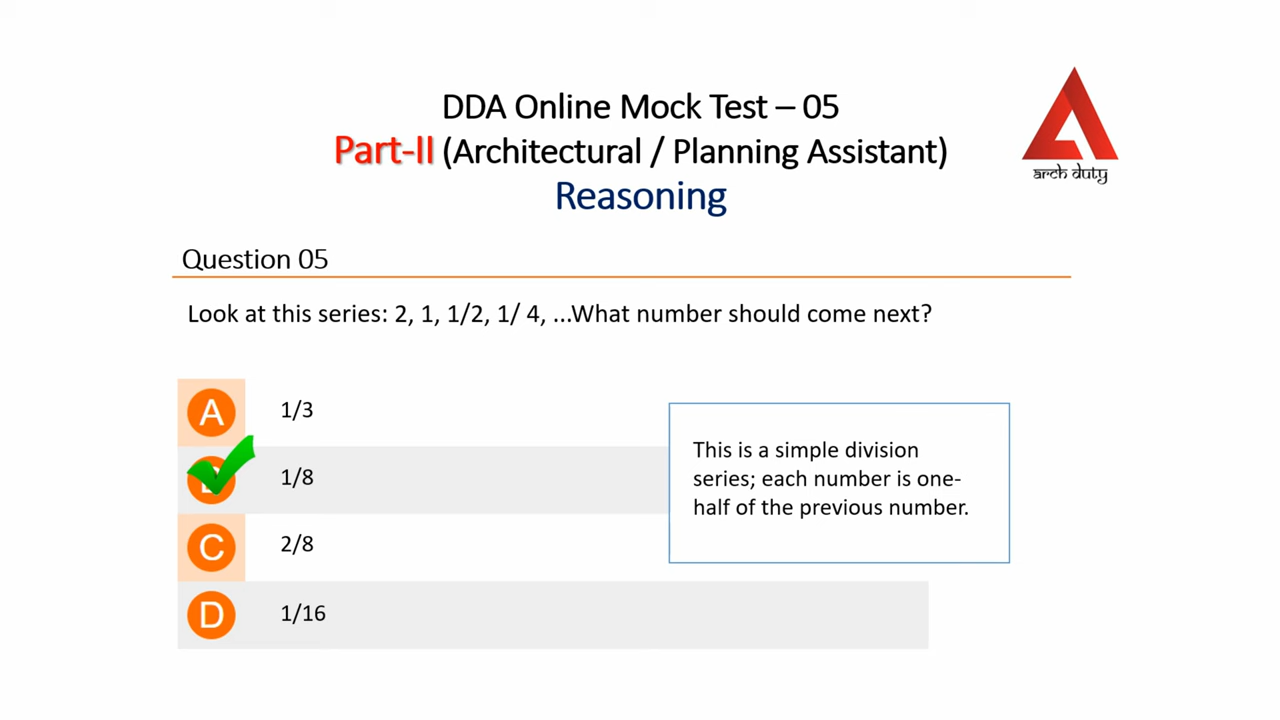 DDA Online Mock Test – 05
Part-II (Architectural / Planning Assistant)
Reasoning
arch duty
Question 05
Look at this series: 2, 1, 1/2, 1/ 4, ...What number should come next?
A 1/3
1/8
C 2/8
D 1/16
This is a simple division
series; each number is one-
half of the previous number.